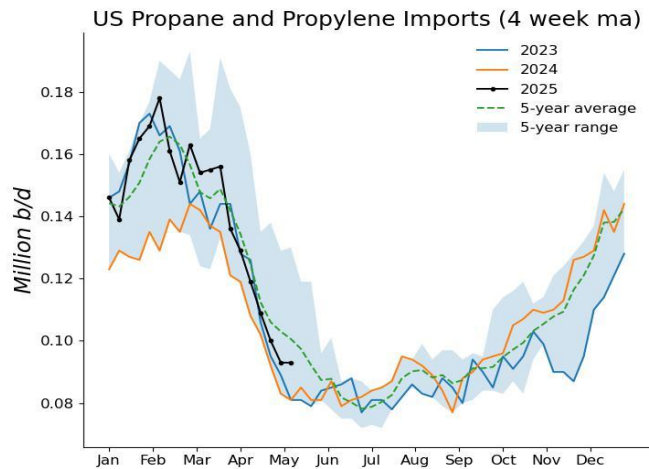 US Propane and Propylene Imports (4 week ma)
2023
2024
2025
5-year average
5-year range
Million b/d
0.18
0.16
0.14
0.12
0.10
0.08
Jan Feb Mar Apr May Jun Jul Aug Sep Oct Nov Dec